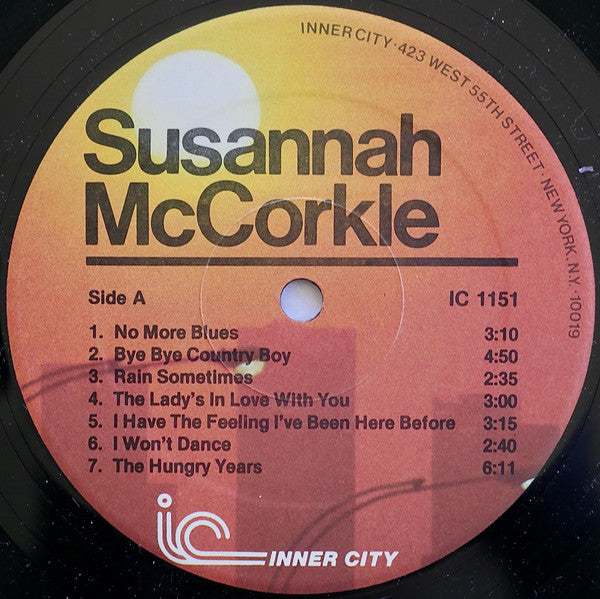 INNER CITY · 423 WEST 55TH STREET · NEW YORK, N.Y. · 10019
Susannah
McCorkle
Side A IC 1151
1. No More Blues 3:10
2. Bye Bye Country Boy 4:50
3. Rain Sometimes 2:35
4. The Lady's In Love With You 3:00
5. I Have The Feeling I've Been Here Before 3:15
6. I Won't Dance 2:40
7. The Hungry Years 6:11
ic INNER CITY